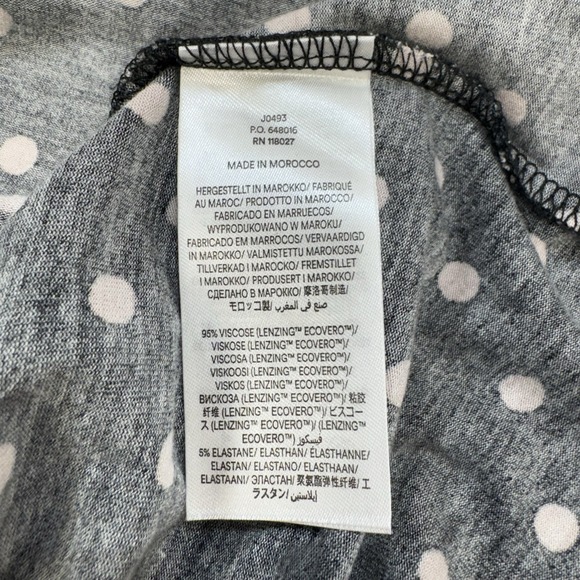 J0493
P.O. 648016
RN 118027
MADE IN MOROCCO
HERGESTELLT IN MAROKKO/ FABRIQUÉ
AU MAROC/ PRODOTTO IN MAROCCO/
FABRICADO EN MARRUECOS/
WYPRODUKOWANO W MAROKU/
FABRICADO EM MARROCOS/ VERVAARDIGD
IN MAROKKO/ VALMISTETTU MAROKOSSA/
TILLVERKAD I MAROCKO/ FREMSTILLET
I MAROKKO/ PRODUSERT I MAROKKO/
СДЕЛАНО В МАРОККО/ 摩洛哥制造/
モロッコ製/ صنع في المغرب
95% VISCOSE (LENZING™ ECOVERO™)/
VISKOSE (LENZING™ ECOVERO™)/
VISCOSA (LENZING™ ECOVERO™)/
VISKOOSI (LENZING™ ECOVERO™)/
VISKOS (LENZING™ ECOVERO™)/
ВИСКОЗА (LENZING™ ECOVERO™)/ 粘胶
纤维 (LENZING™ ECOVERO™)/ ビスコー
ス (LENZING™ ECOVERO™)/ (LENZING™
ECOVERO™) فيسكوز
5% ELASTANE/ ELASTHAN/ ÉLASTHANNE/
ELASTAN/ ELASTANO/ ELASTHAAN/
ELASTAANI/ ЭЛАСТАН/ 聚氨酯弹性纤维/ エ
ラスタン/ إيلاستين